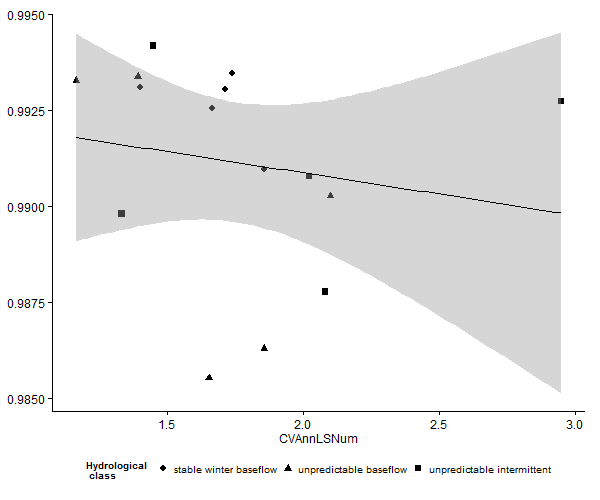 0.9950
0.9925
0.9900
0.9875
0.9850
1.5 2.0 2.5 3.0
CVAnnLSNum
Hydrological
class
stable winter baseflow unpredictable baseflow unpredictable intermittent